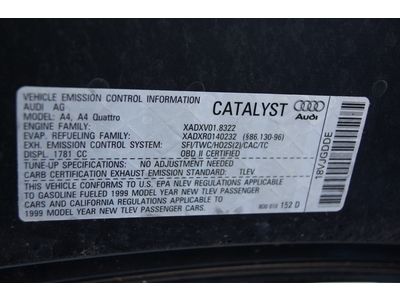 VEHICLE EMISSION CONTROL INFORMATION
AUDI AG
CATALYST
Audi
MODEL: A4, A4 Quattro
ENGINE FAMILY: XADXV01.8322
EVAP. REFUELING FAMILY: XADXR0140232 (§86.130-96)
EXH. EMISSION CONTROL SYSTEM: SFI/TWC/HO2S(2)/CAC/TC
DISPL. 1781 CC OBD II CERTIFIED
TUNE-UP SPECIFICATIONS: NO ADJUSTMENT NEEDED
CARB CERTIFICATION EXHAUST EMISSION STANDARD: TLEV
THIS VEHICLE CONFORMS TO U.S. EPA NLEV REGULATIONS APPLICABLE
TO GASOLINE FUELED 1999 MODEL YEAR NEW TLEV PASSENGER
CARS AND CALIFORNIA REGULATIONS APPLICABLE TO
1999 MODEL YEAR NEW TLEV PASSENGER CARS.
152 D